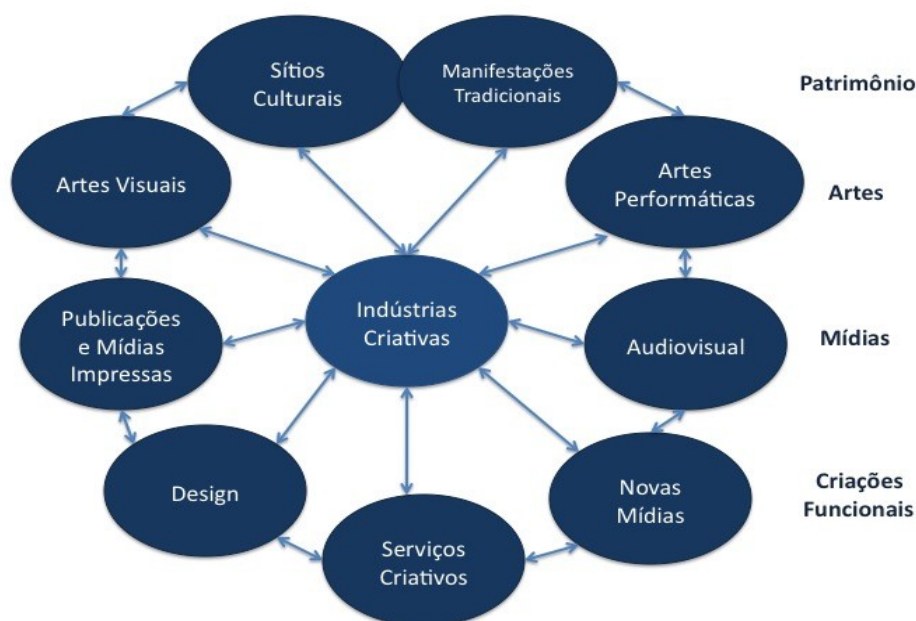 Sítios
Culturais
Manifestações
Tradicionais
Patrimônio
Artes Visuais
Artes
Performáticas
Artes
Indústrias
Criativas
Publicações
e Mídias
Impressas
Audiovisual
Mídias
Design
Novas
Mídias
Criações
Funcionais
Serviços
Criativos